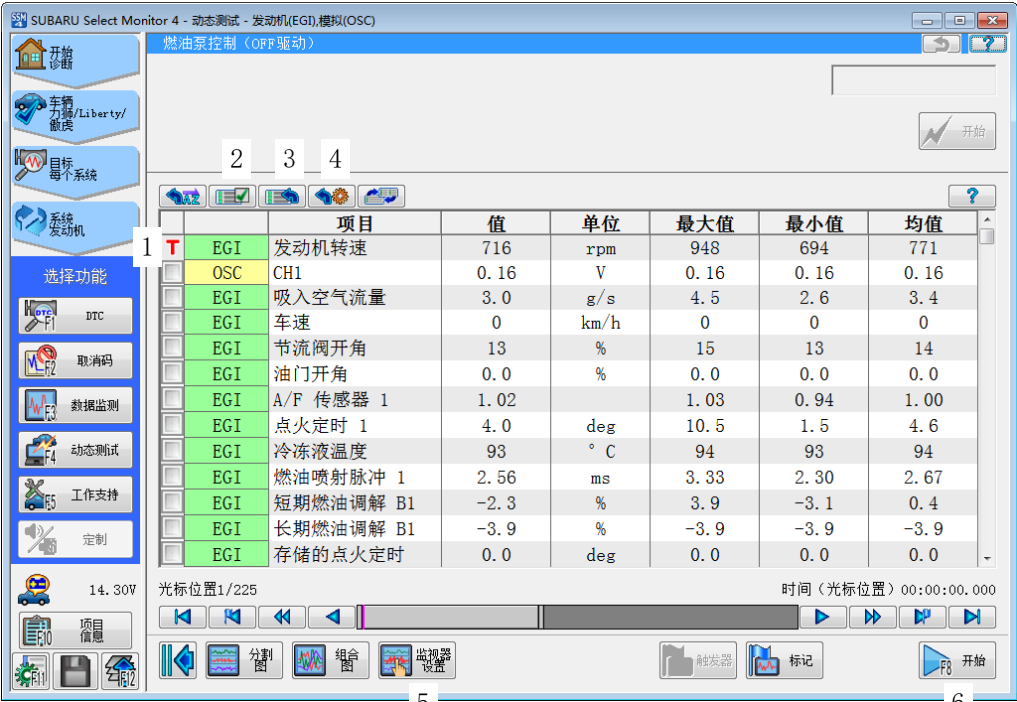 SUBARU Select Monitor 4 - 动态测试 - 发动机(EGI),模拟(OSC)
开始
诊断
燃油泵控制（OFF驱动）
?
车辆
力狮/Liberty/
傲虎
开始
目标
每个系统
2 3 4
AZ
?
系统
发动机
项目 值 单位 最大值 最小值 均值
1 T EGI 发动机转速 716 rpm 948 694 771
OSC CH1 0.16 V 0.16 0.16 0.16
EGI 吸入空气流量 3.0 g/s 4.5 2.6 3.4
EGI 车速 0 km/h 0 0 0
EGI 节流阀开角 13 % 15 13 14
EGI 油门开角 0.0 % 0.0 0.0 0.0
EGI A/F 传感器 1 1.02 1.03 0.94 1.00
EGI 点火定时 1 4.0 deg 10.5 1.5 4.6
EGI 冷冻液温度 93 ° C 94 93 94
EGI 燃油喷射脉冲 1 2.56 ms 3.33 2.30 2.67
EGI 短期燃油调解 B1 -2.3 % 3.9 -3.1 0.4
EGI 长期燃油调解 B1 -3.9 % -3.9 -3.9 -3.9
EGI 存储的点火定时 0.0 deg 0.0 0.0 0.0
选择功能
DTC F1 DTC
F2 取消码
F3 数据监测
F4 动态测试
F5 工作支持
定制
14.30V
光标位置1/225
时间（光标位置）00:00:00.000
F10 项目
信息
分割
图
组合
图
监视器
设置
触发器
标记
F8 开始
F11
F12
5 6